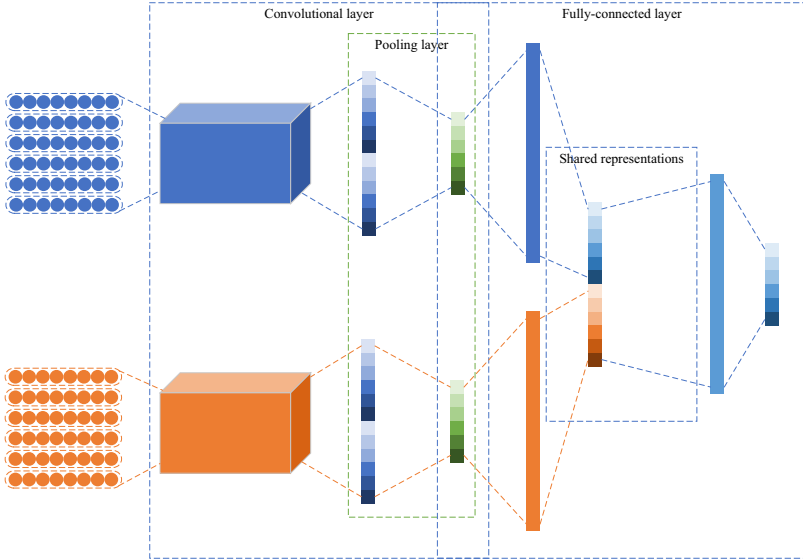 Convolutional layer
Fully-connected layer
Pooling layer
Shared representations